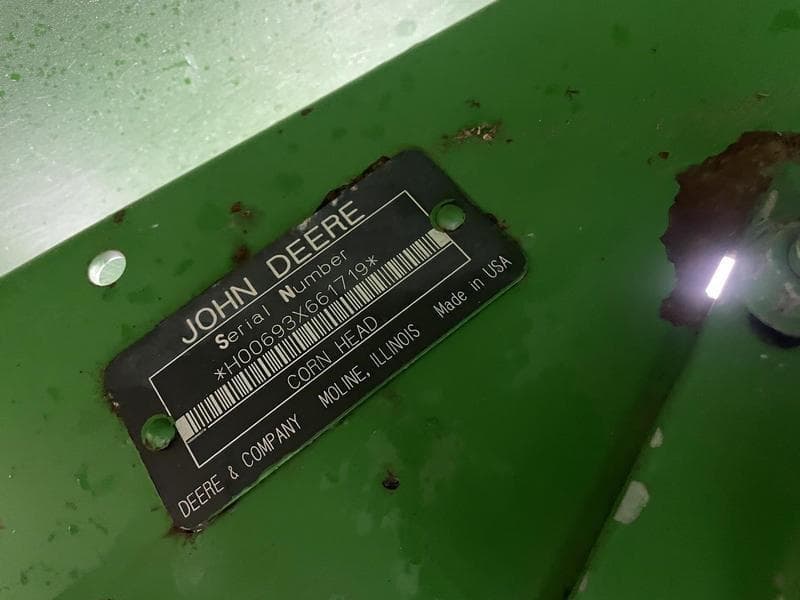 JOHN DEERE
Serial Number
*H00693X661719*
CORN HEAD
DEERE & COMPANY MOLINE, ILLINOIS Made in USA